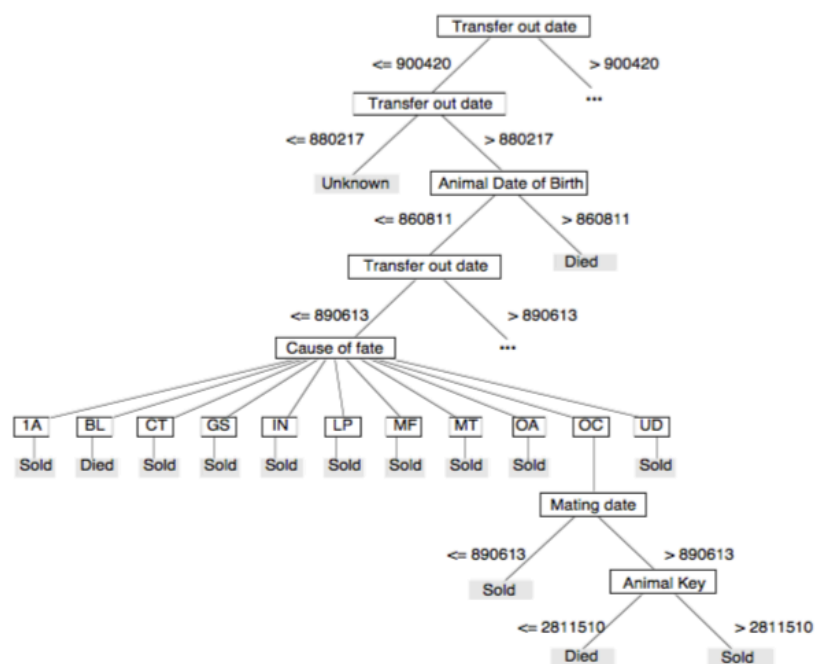 Transfer out date
<= 900420 > 900420
Transfer out date ...
<= 880217 > 880217
Unknown Animal Date of Birth
<= 860811 > 860811
Transfer out date Died
<= 890613 > 890613
Cause of fate ...
1A BL CT GS IN LP MF MT OA OC UD
Sold Died Sold Sold Sold Sold Sold Sold Sold Sold
Mating date
<= 890613 > 890613
Sold Animal Key
<= 2811510 > 2811510
Died Sold